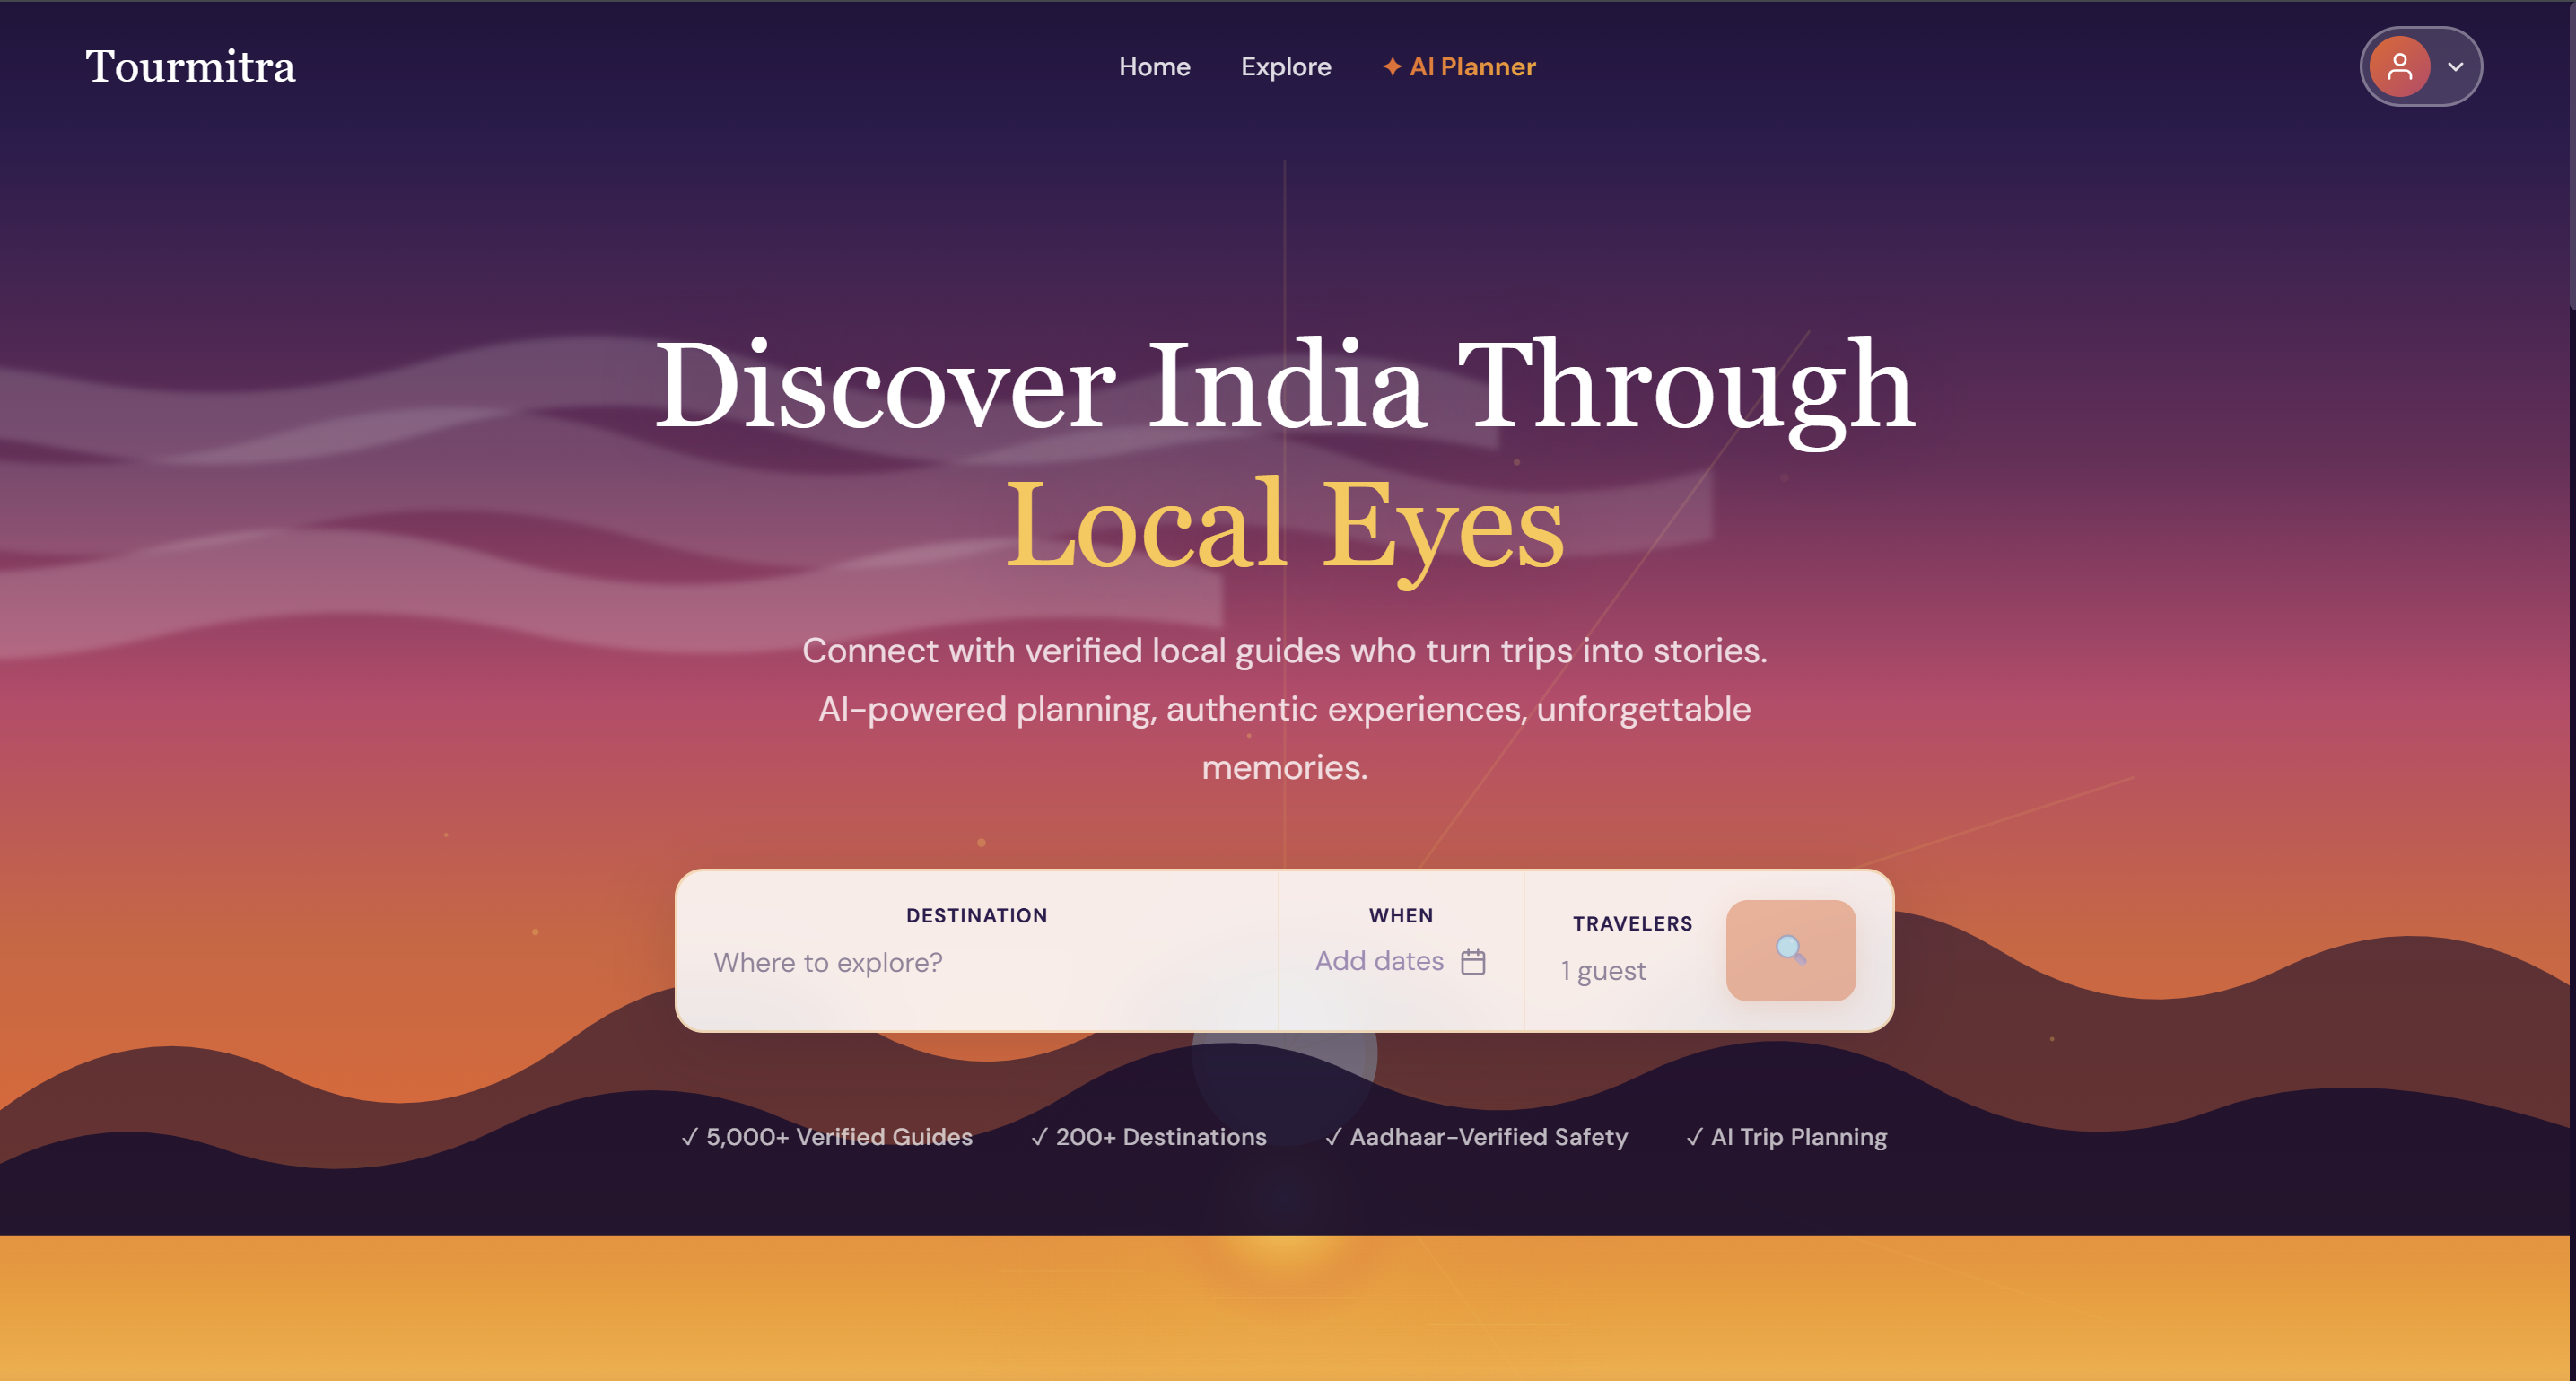 Tourmitra
Home
Explore
✦ AI Planner
Discover India Through
Local Eyes
Connect with verified local guides who turn trips into stories.
AI-powered planning, authentic experiences, unforgettable
memories.
DESTINATION
Where to explore?
WHEN
Add dates
TRAVELERS
1 guest
✓ 5,000+ Verified Guides
✓ 200+ Destinations
✓ Aadhaar-Verified Safety
✓ AI Trip Planning